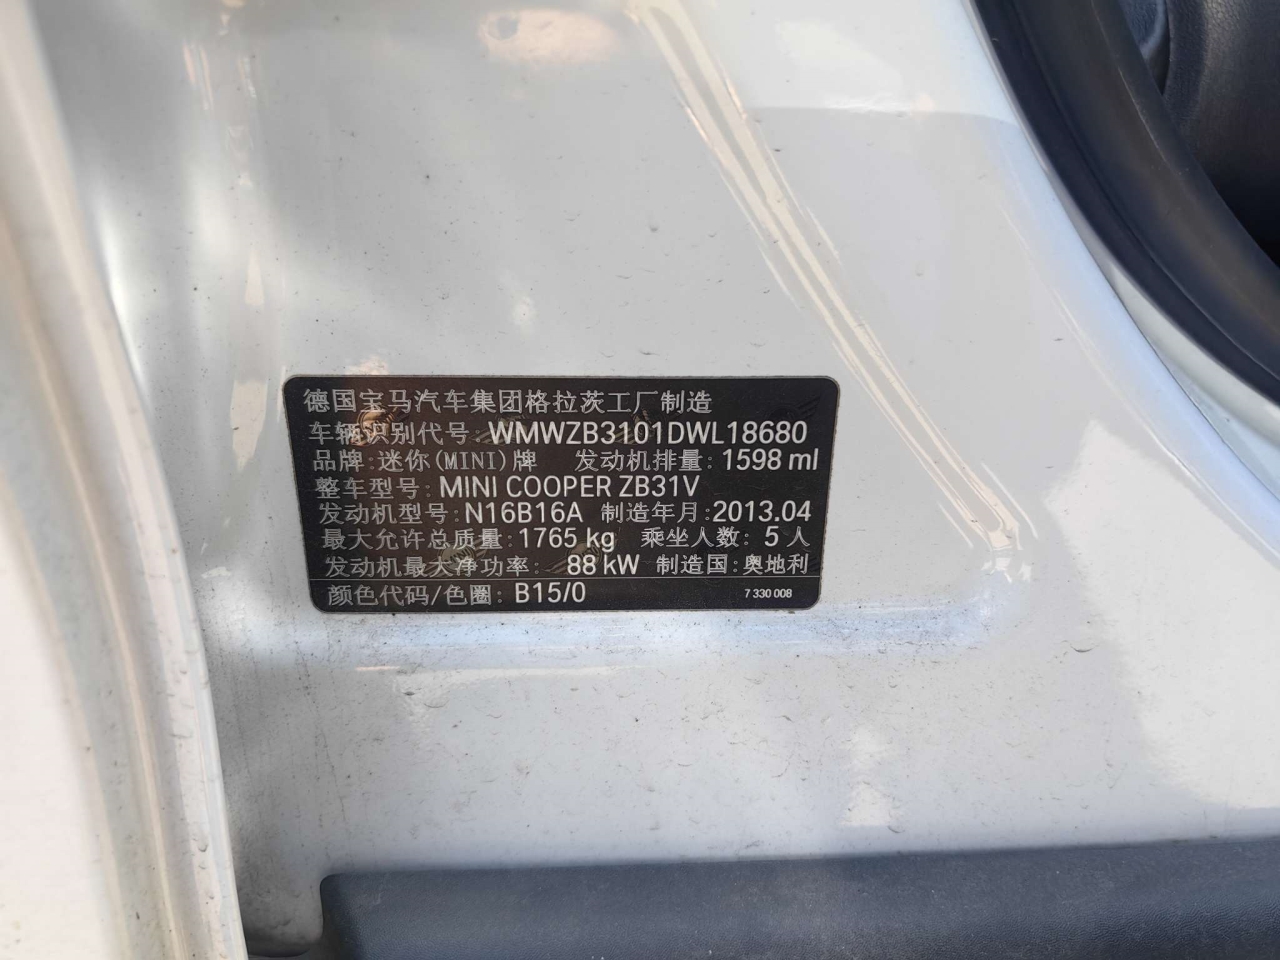 德国宝马汽车集团格拉茨工厂制造
车辆识别代号: WMWZB3101DWL18680
品牌: 迷你(MINI)牌 发动机排量: 1598 ml
整车型号: MINI COOPER ZB31V
发动机型号: N16B16A 制造年月: 2013.04
最大允许总质量: 1765 kg 乘坐人数: 5 人
发动机最大净功率: 88 kW 制造国: 奥地利
颜色代码/色圈: B15/0 7 330 008